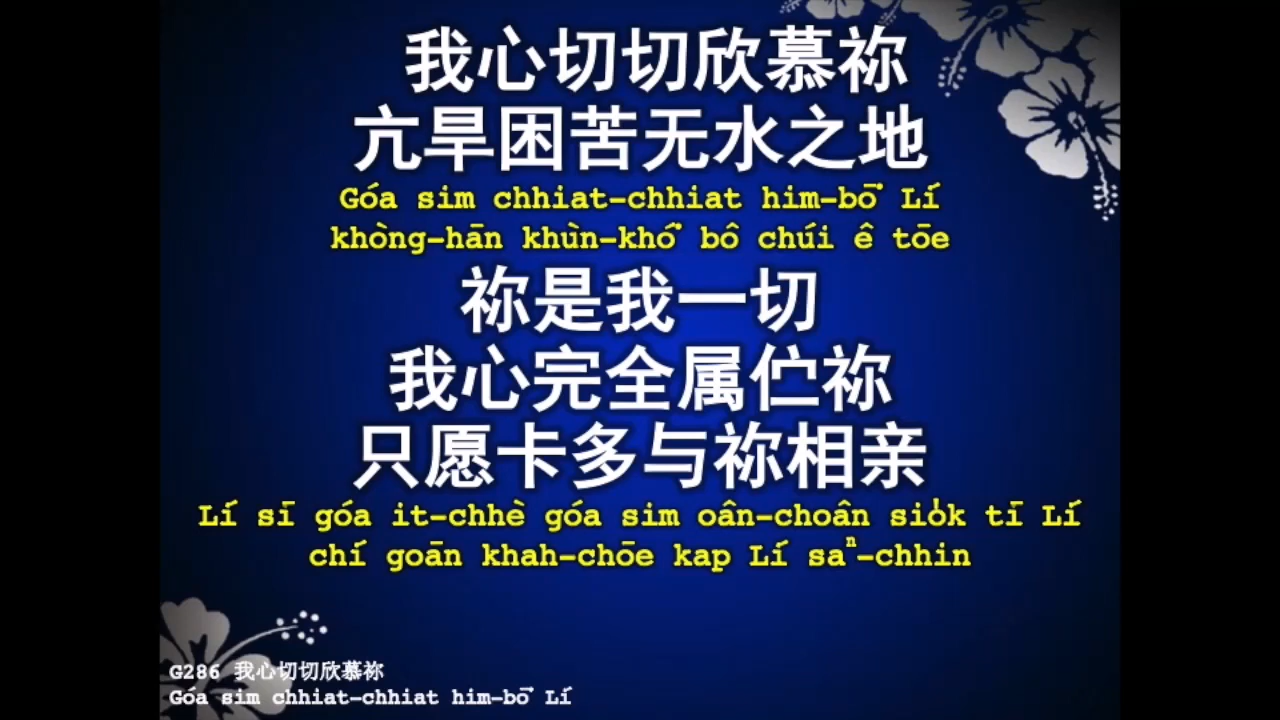 我心切切欣慕祢
亢旱困苦无水之地
Góa sim chhiat-chhiat him-bō͘ Lí
khòng-hān khùn-khó͘ bô chúi ê tōe
祢是我一切
我心完全属伫祢
只愿卡多与祢相亲
Lí sī góa it-chhè góa sim oân-choân sio̍k tī Lí
chí goān khah-chōe kap Lí saⁿ-chhin
G286 我心切切欣慕祢
Góa sim chhiat-chhiat him-bō͘ Lí